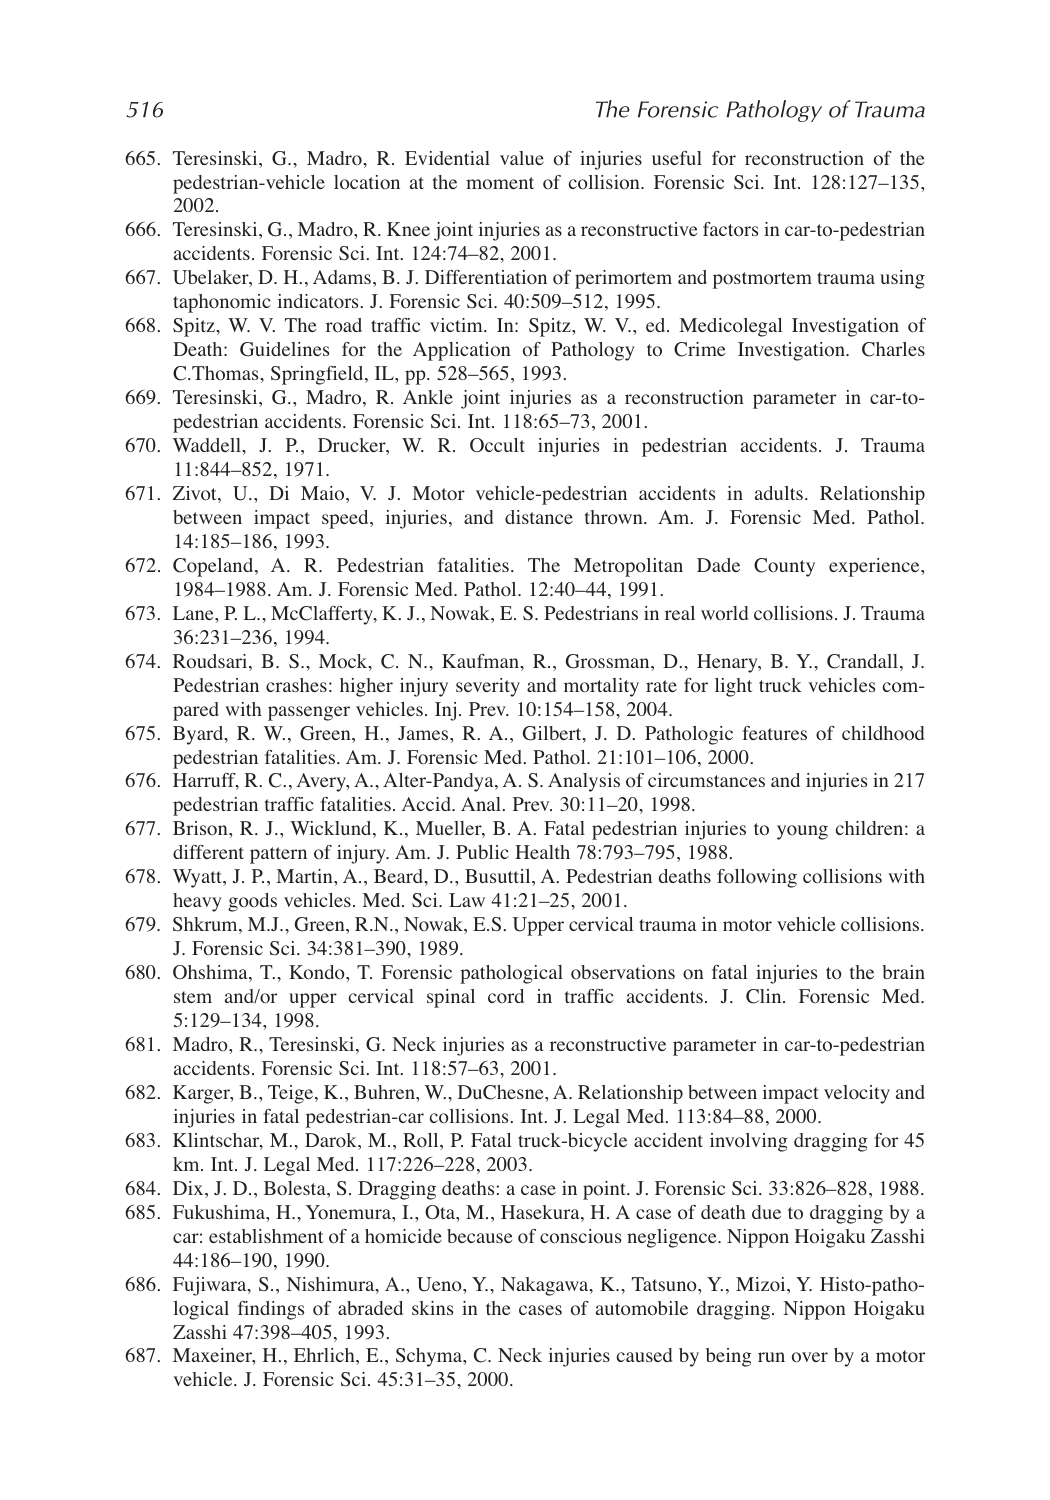 516 The Forensic Pathology of Trauma
665. Teresinski, G., Madro, R. Evidential value of injuries useful for reconstruction of the
pedestrian-vehicle location at the moment of collision. Forensic Sci. Int. 128:127–135,
2002.
666. Teresinski, G., Madro, R. Knee joint injuries as a reconstructive factors in car-to-pedestrian
accidents. Forensic Sci. Int. 124:74–82, 2001.
667. Ubelaker, D. H., Adams, B. J. Differentiation of perimortem and postmortem trauma using
taphonomic indicators. J. Forensic Sci. 40:509–512, 1995.
668. Spitz, W. V. The road traffic victim. In: Spitz, W. V., ed. Medicolegal Investigation of
Death: Guidelines for the Application of Pathology to Crime Investigation. Charles
C.Thomas, Springfield, IL, pp. 528–565, 1993.
669. Teresinski, G., Madro, R. Ankle joint injuries as a reconstruction parameter in car-to-
pedestrian accidents. Forensic Sci. Int. 118:65–73, 2001.
670. Waddell, J. P., Drucker, W. R. Occult injuries in pedestrian accidents. J. Trauma
11:844–852, 1971.
671. Zivot, U., Di Maio, V. J. Motor vehicle-pedestrian accidents in adults. Relationship
between impact speed, injuries, and distance thrown. Am. J. Forensic Med. Pathol.
14:185–186, 1993.
672. Copeland, A. R. Pedestrian fatalities. The Metropolitan Dade County experience,
1984–1988. Am. J. Forensic Med. Pathol. 12:40–44, 1991.
673. Lane, P. L., McClafferty, K. J., Nowak, E. S. Pedestrians in real world collisions. J. Trauma
36:231–236, 1994.
674. Roudsari, B. S., Mock, C. N., Kaufman, R., Grossman, D., Henary, B. Y., Crandall, J.
Pedestrian crashes: higher injury severity and mortality rate for light truck vehicles com-
pared with passenger vehicles. Inj. Prev. 10:154–158, 2004.
675. Byard, R. W., Green, H., James, R. A., Gilbert, J. D. Pathologic features of childhood
pedestrian fatalities. Am. J. Forensic Med. Pathol. 21:101–106, 2000.
676. Harruff, R. C., Avery, A., Alter-Pandya, A. S. Analysis of circumstances and injuries in 217
pedestrian traffic fatalities. Accid. Anal. Prev. 30:11–20, 1998.
677. Brison, R. J., Wicklund, K., Mueller, B. A. Fatal pedestrian injuries to young children: a
different pattern of injury. Am. J. Public Health 78:793–795, 1988.
678. Wyatt, J. P., Martin, A., Beard, D., Busuttil, A. Pedestrian deaths following collisions with
heavy goods vehicles. Med. Sci. Law 41:21–25, 2001.
679. Shkrum, M.J., Green, R.N., Nowak, E.S. Upper cervical trauma in motor vehicle collisions.
J. Forensic Sci. 34:381–390, 1989.
680. Ohshima, T., Kondo, T. Forensic pathological observations on fatal injuries to the brain
stem and/or upper cervical spinal cord in traffic accidents. J. Clin. Forensic Med.
5:129–134, 1998.
681. Madro, R., Teresinski, G. Neck injuries as a reconstructive parameter in car-to-pedestrian
accidents. Forensic Sci. Int. 118:57–63, 2001.
682. Karger, B., Teige, K., Buhren, W., DuChesne, A. Relationship between impact velocity and
injuries in fatal pedestrian-car collisions. Int. J. Legal Med. 113:84–88, 2000.
683. Klintschar, M., Darok, M., Roll, P. Fatal truck-bicycle accident involving dragging for 45
km. Int. J. Legal Med. 117:226–228, 2003.
684. Dix, J. D., Bolesta, S. Dragging deaths: a case in point. J. Forensic Sci. 33:826–828, 1988.
685. Fukushima, H., Yonemura, I., Ota, M., Hasekura, H. A case of death due to dragging by a
car: establishment of a homicide because of conscious negligence. Nippon Hoigaku Zasshi
44:186–190, 1990.
686. Fujiwara, S., Nishimura, A., Ueno, Y., Nakagawa, K., Tatsuno, Y., Mizoi, Y. Histo-patho-
logical findings of abraded skins in the cases of automobile dragging. Nippon Hoigaku
Zasshi 47:398–405, 1993.
687. Maxeiner, H., Ehrlich, E., Schyma, C. Neck injuries caused by being run over by a motor
vehicle. J. Forensic Sci. 45:31–35, 2000.